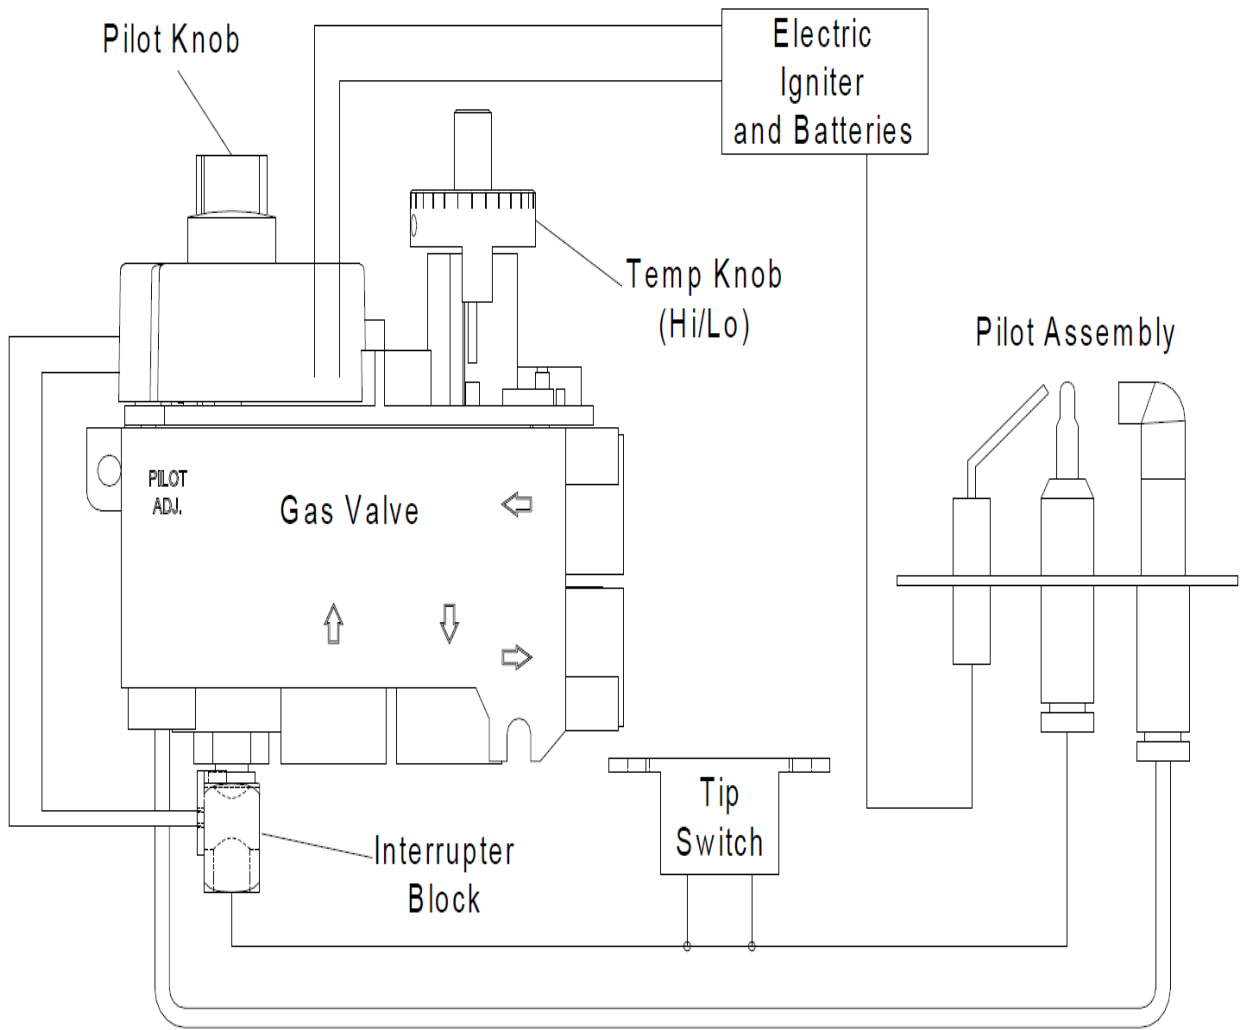 Pilot Knob
Electric
Igniter
and Batteries
Temp Knob
(Hi/Lo)
Pilot Assembly
PILOT
ADJ.
Gas Valve
Tip
Switch
Interrupter
Block